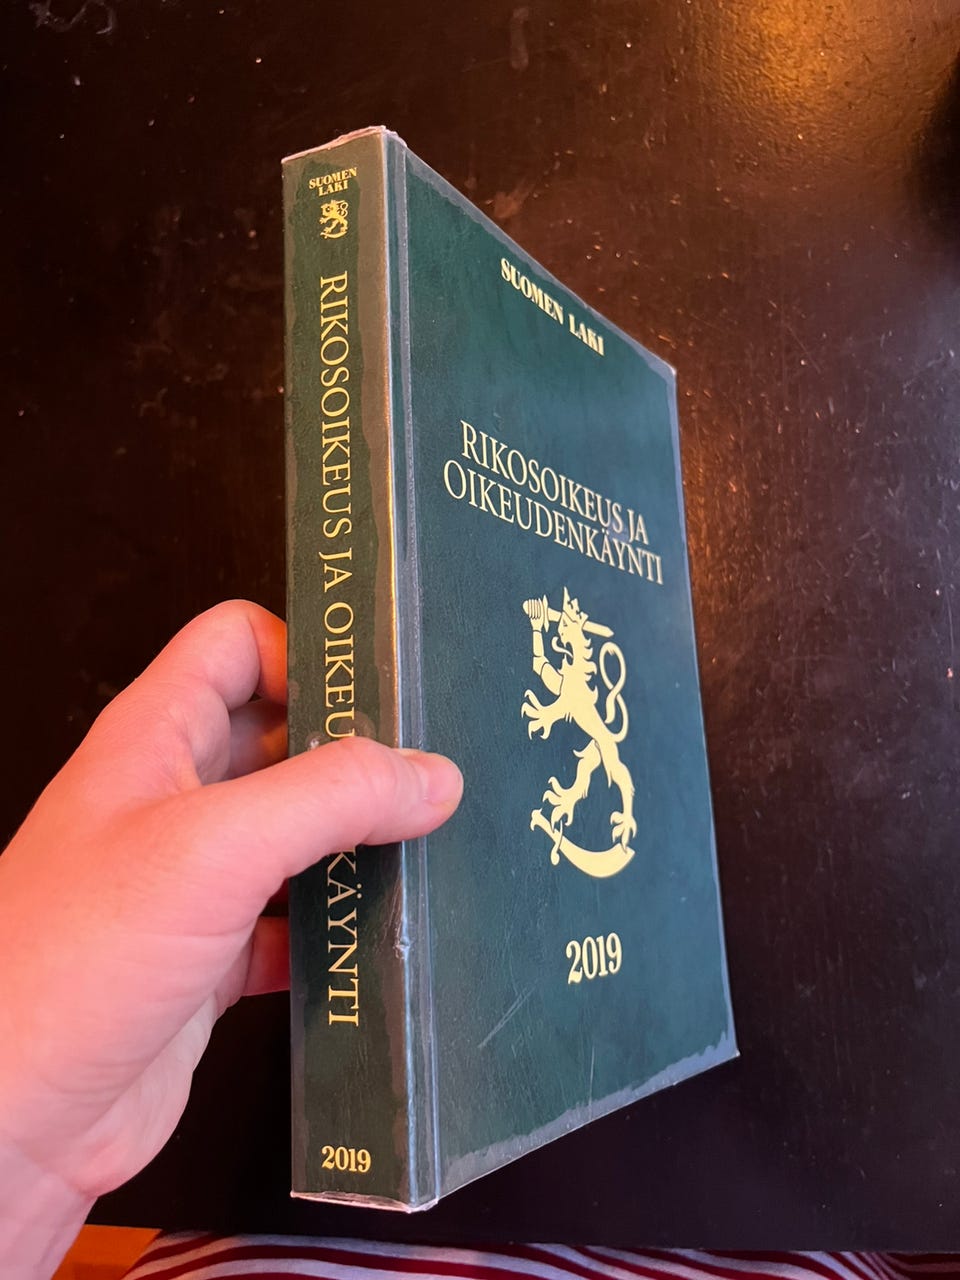 SUOMEN
LAKI
RIKOSOIKEUS JA OIKEU KÄYNTI
2019
SUOMEN LAKI
RIKOSOIKEUS JA
OIKEUDENKÄYNTI
2019